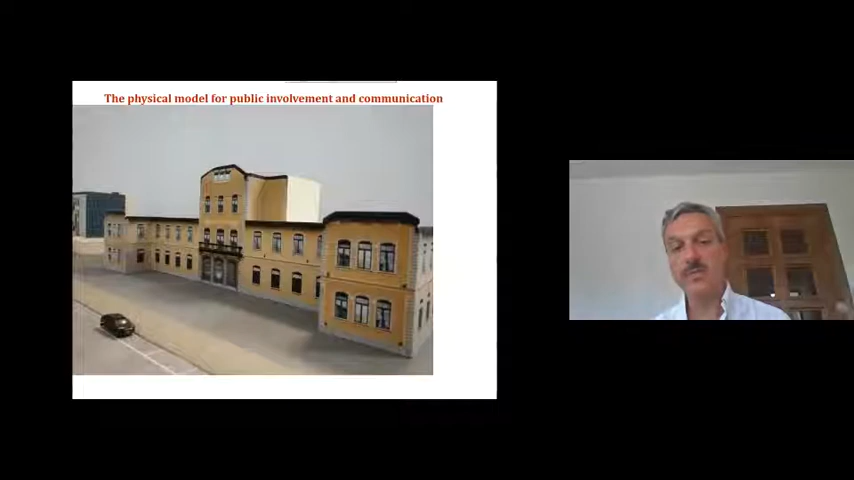 The physical model for public involvement and communication